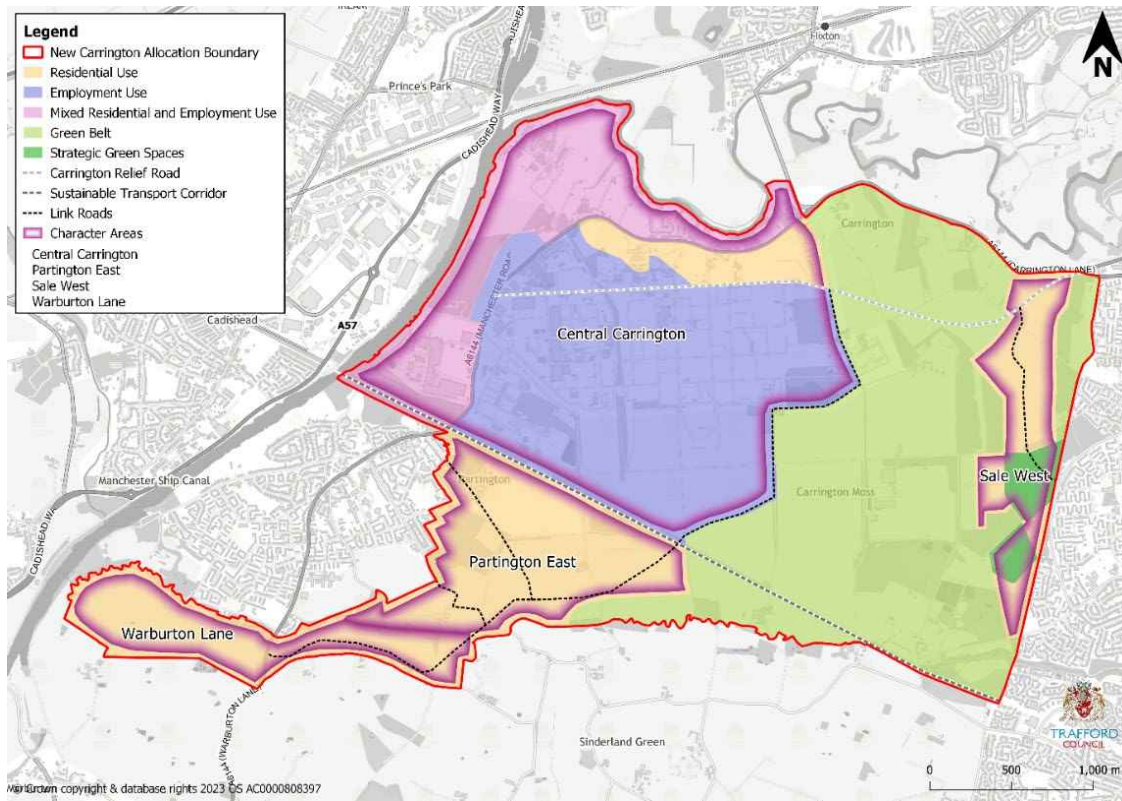 Legend
New Carrington Allocation Boundary
Residential Use
Employment Use
Mixed Residential and Employment Use
Green Belt
Strategic Green Spaces
Carrington Relief Road
Sustainable Transport Corridor
Link Roads
Character Areas
Central Carrington
Partington East
Sale West
Warburton Lane
N
Flixton
Prince's Park
CADISHEAD WAY
Carrington
A6144 (CARRINGTON LANE)
Cadishead
A57
A6144 (MANCHESTER ROAD)
Central Carrington
Manchester Ship Canal
Partington
Carrington Moss
Sale West
Partington East
Warburton Lane
(WARBURTON LANE)
Sinderland Green
TRAFFORD
COUNCIL
0 500 1,000 m
© Crown copyright & database rights 2023 OS AC0000808397